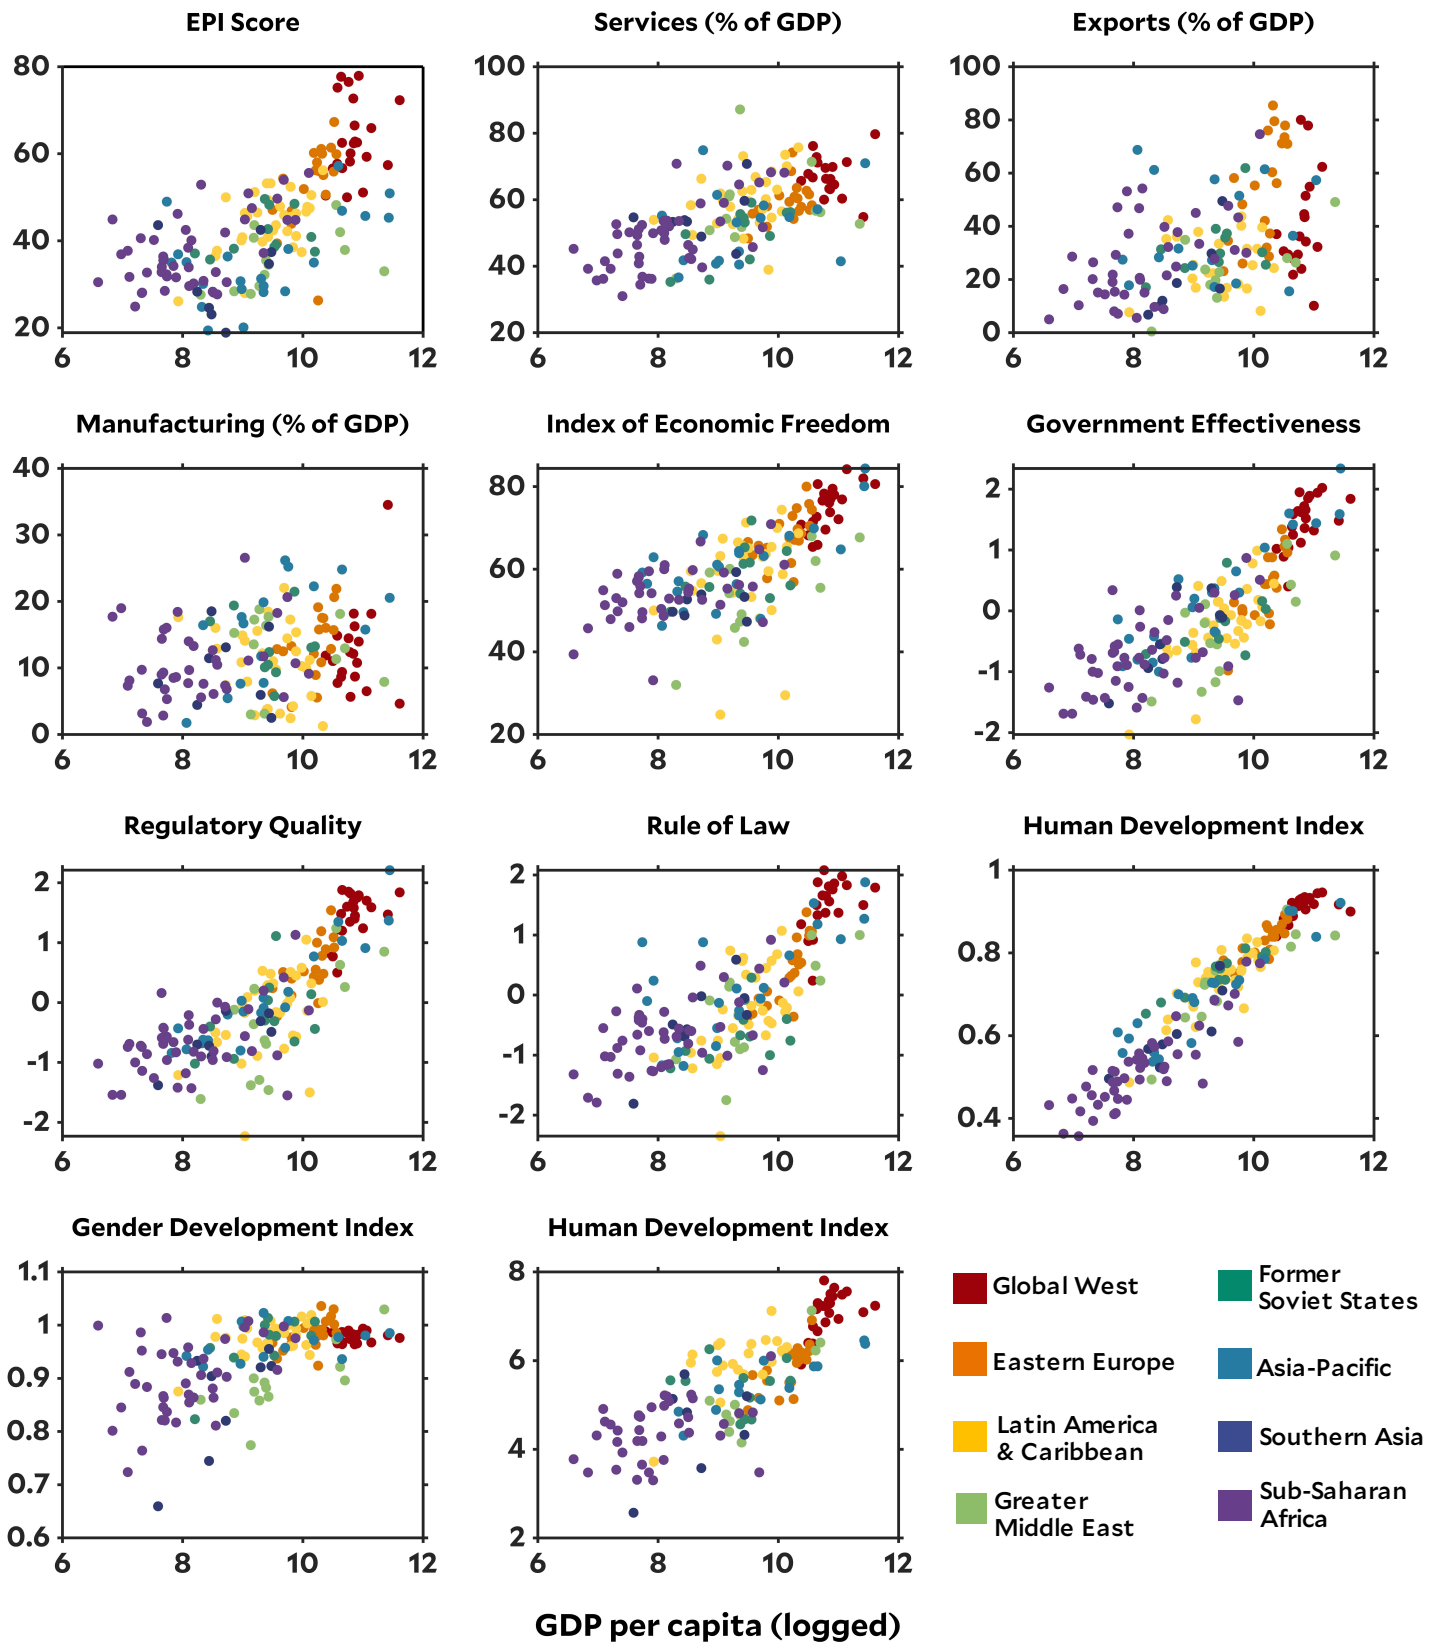 EPI Score
Services (% of GDP)
Exports (% of GDP)
80
60
40
20
6 8 10 12
100
80
60
40
20
6 8 10 12
100
80
60
40
20
0
6 8 10 12
Manufacturing (% of GDP)
Index of Economic Freedom
Government Effectiveness
40
30
20
10
0
6 8 10 12
80
60
40
20
6 8 10 12
2
1
0
-1
-2
6 8 10 12
Regulatory Quality
Rule of Law
Human Development Index
2
1
0
-1
-2
6 8 10 12
2
1
0
-1
-2
6 8 10 12
1
0.8
0.6
0.4
6 8 10 12
Gender Development Index
Human Development Index
1.1
1
0.9
0.8
0.7
0.6
6 8 10 12
8
6
4
2
6 8 10 12
Global West
Eastern Europe
Latin America
& Caribbean
Greater
Middle East
Former
Soviet States
Asia-Pacific
Southern Asia
Sub-Saharan
Africa
GDP per capita (logged)